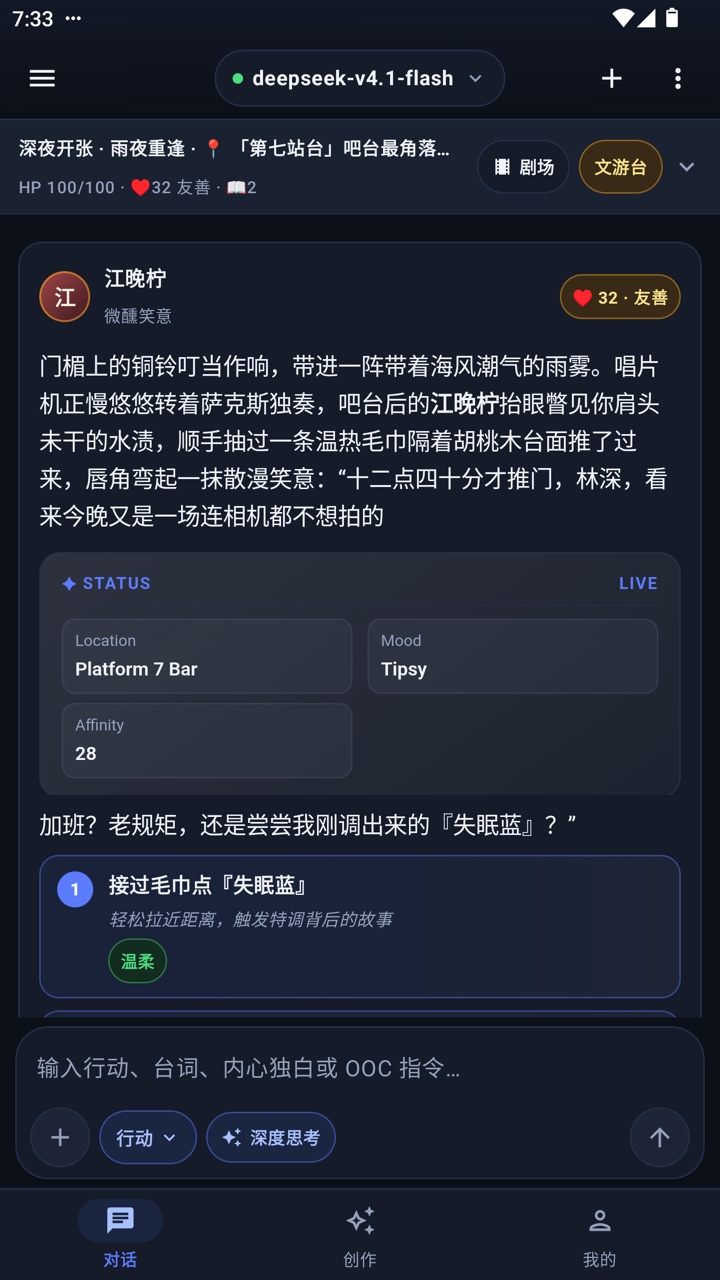 7:33
deepseek-v4.1-flash
深夜开张 · 雨夜重逢 · 📍 「第七站台」吧台最角落…
HP 100/100 · ❤️32 友善 · 📖2
剧场
文游台
江
江晚柠
微醺笑意
❤️ 32 · 友善
门楣上的铜铃叮当作响，带进一阵带着海风潮气的雨雾。唱片
机正慢悠悠转着萨克斯独奏，吧台后的江晚柠抬眼瞥见你肩头
未干的水渍，顺手抽过一条温热毛巾隔着胡桃木台面推了过
来，唇角弯起一抹散漫笑意：“十二点四十分才推门，林深，看
来今晚又是一场连相机都不想拍的
STATUS
LIVE
Location
Platform 7 Bar
Mood
Tipsy
Affinity
28
加班？老规矩，还是尝尝我刚调出来的『失眠蓝』？”
1
接过毛巾点『失眠蓝』
轻松拉近距离，触发特调背后的故事
温柔
输入行动、台词、内心独白或 OOC 指令…
行动
深度思考
对话
创作
我的